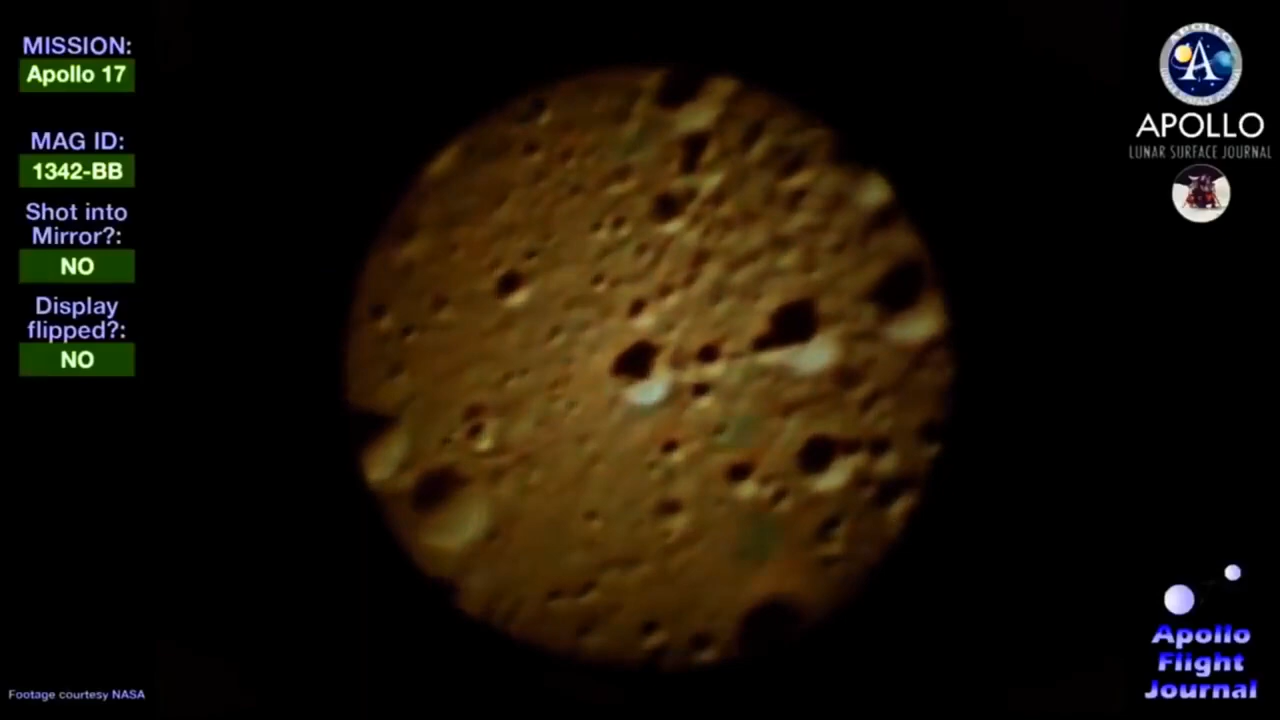 MISSION:
Apollo 17
MAG ID:
1342-BB
Shot into
Mirror?:
NO
Display
flipped?:
NO
Footage courtesy NASA
APOLLO
A
APOLLO
LUNAR SURFACE JOURNAL
Apollo
Flight
Journal